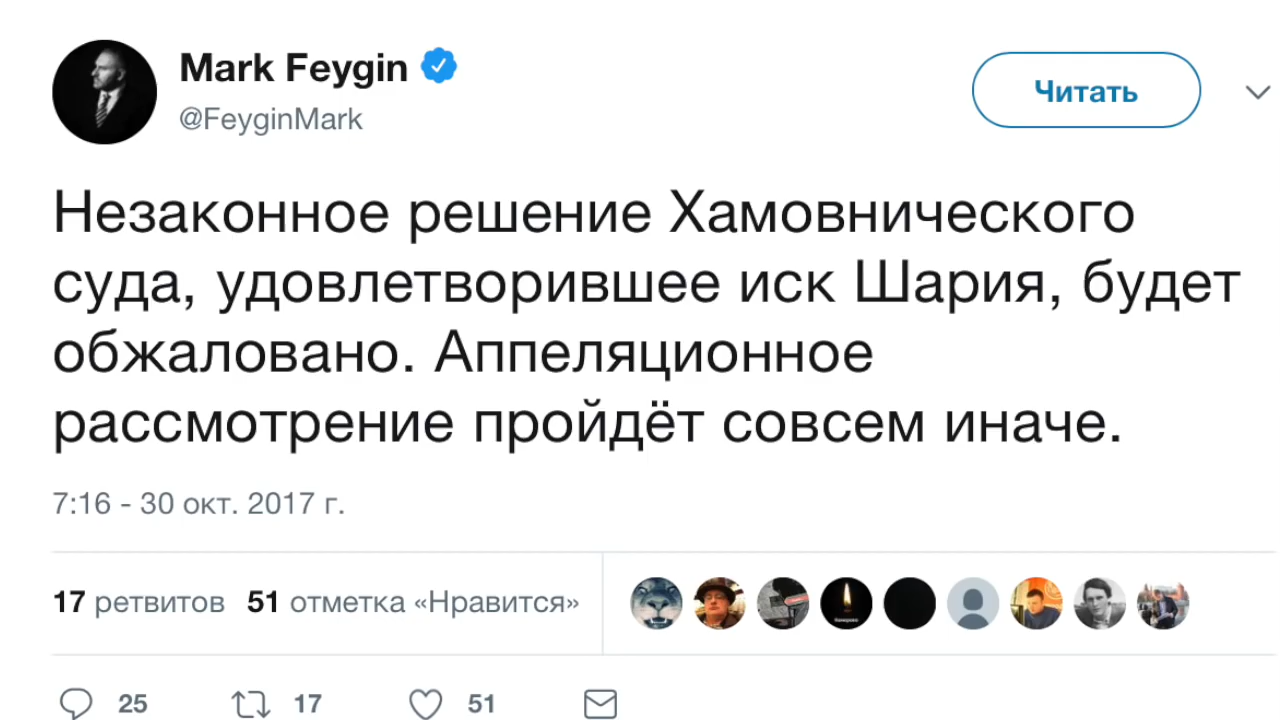 Mark Feygin
@FeyginMark
Читать
Незаконное решение Хамовнического
суда, удовлетворившее иск Шария, будет
обжаловано. Аппеляционное
рассмотрение пройдёт совсем иначе.
7:16 - 30 окт. 2017 г.
17 ретвитов 51 отметка «Нравится»
25 17 51